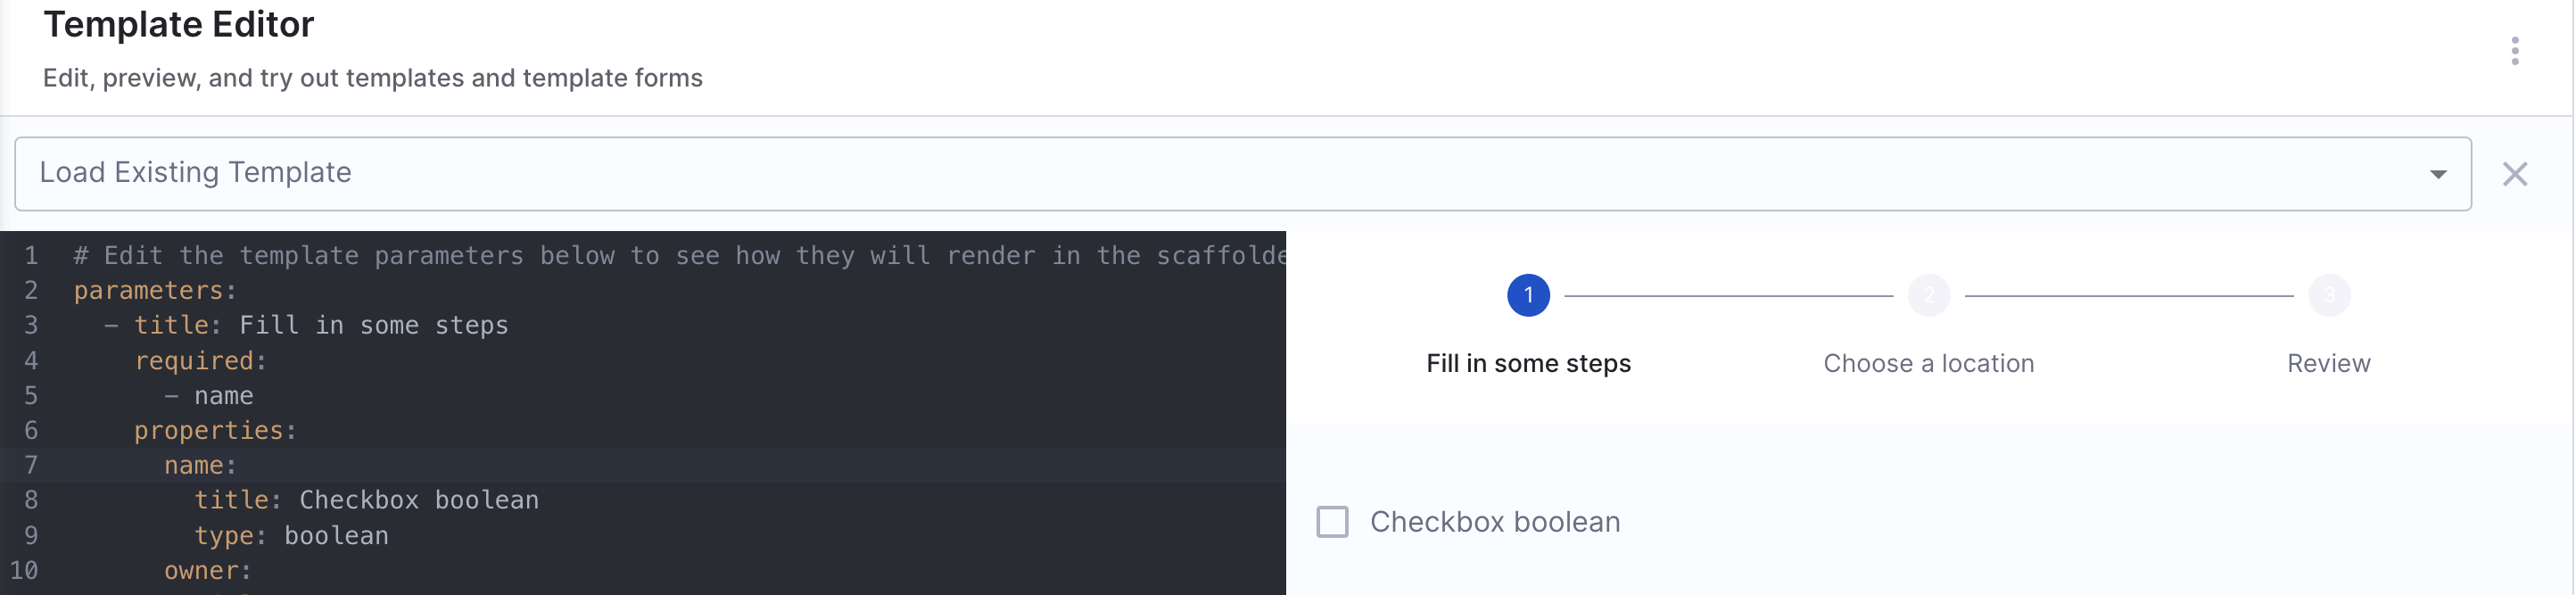 Template Editor
Edit, preview, and try out templates and template forms
Load Existing Template
1 # Edit the template parameters below to see how they will render in the
2 parameters:
3 - title: Fill in some steps
4 required:
5 - name
6 properties:
7 name:
8 title: Checkbox boolean
9 type: boolean
10 owner:
1
2
3
Fill in some steps
Choose a location
Review
Checkbox boolean